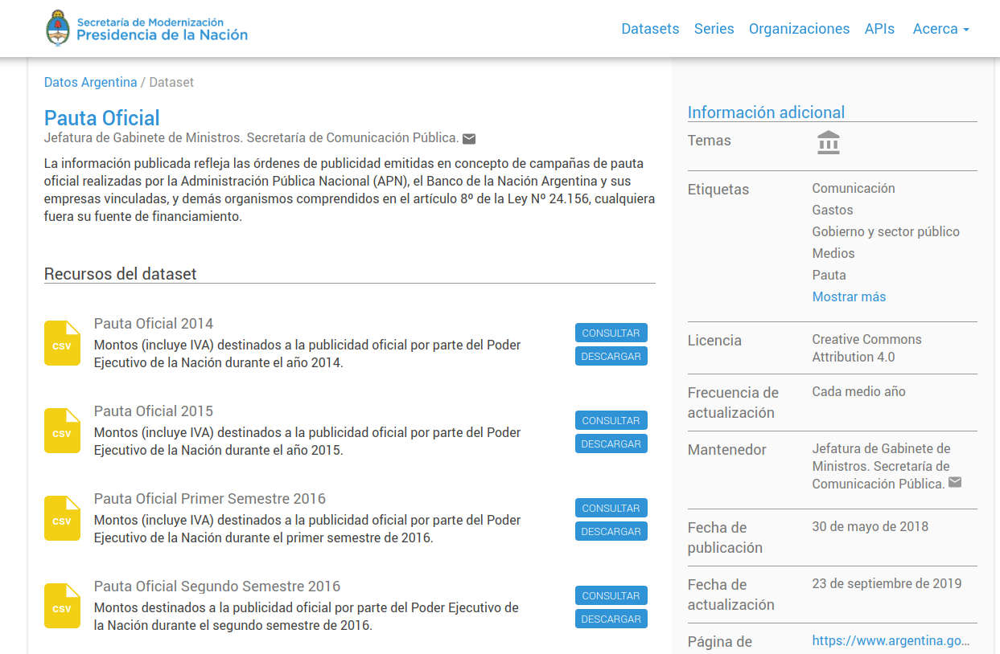 Secretaría de Modernización
Presidencia de la Nación
Datasets Series Organizaciones APIs Acerca
Datos Argentina / Dataset
Pauta Oficial
Jefatura de Gabinete de Ministros. Secretaría de Comunicación Pública.
La información publicada refleja las órdenes de publicidad emitidas en concepto de campañas de pauta
oficial realizadas por la Administración Pública Nacional (APN), el Banco de la Nación Argentina y sus
empresas vinculadas, y demás organismos comprendidos en el artículo 8º de la Ley Nº 24.156, cualquiera
fuera su fuente de financiamiento.
Recursos del dataset
CSV
Pauta Oficial 2014
Montos (incluye IVA) destinados a la publicidad oficial por parte del Poder
Ejecutivo de la Nación durante el año 2014.
CONSULTAR
DESCARGAR
CSV
Pauta Oficial 2015
Montos (incluye IVA) destinados a la publicidad oficial por parte del Poder
Ejecutivo de la Nación durante el año 2015.
CONSULTAR
DESCARGAR
CSV
Pauta Oficial Primer Semestre 2016
Montos (incluye IVA) destinados a la publicidad oficial por parte del Poder
Ejecutivo de la Nación durante el primer semestre de 2016.
CONSULTAR
DESCARGAR
CSV
Pauta Oficial Segundo Semestre 2016
Montos destinados a la publicidad oficial por parte del Poder Ejecutivo de
la Nación durante el segundo semestre de 2016.
CONSULTAR
DESCARGAR
Información adicional
Temas
Etiquetas
Comunicación
Gastos
Gobierno y sector público
Medios
Pauta
Mostrar más
Licencia
Creative Commons
Attribution 4.0
Frecuencia de
actualización
Cada medio año
Mantenedor
Jefatura de Gabinete de
Ministros. Secretaría de
Comunicación Pública.
Fecha de
publicación
30 de mayo de 2018
Fecha de
actualización
23 de septiembre de 2019
Página de
https://www.argentina.go...